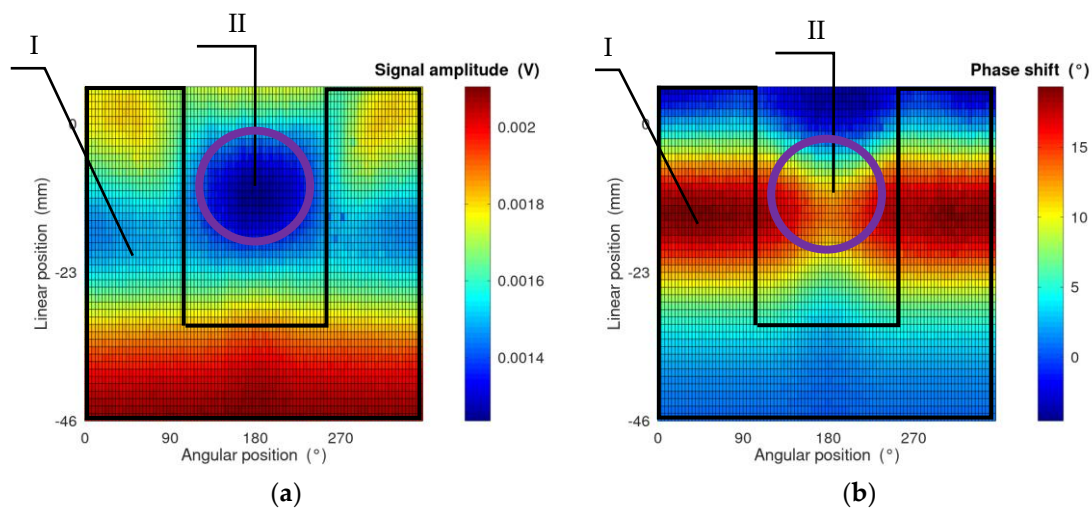 II
I
Signal amplitude (V)
0
-23
-46
Linear position (mm)
0
90
180
270
Angular position (°)
0.002
0.0018
0.0016
0.0014
(a)
II
I
Phase shift (°)
0
-23
-46
Linear position (mm)
0
90
180
270
Angular position (°)
15
10
5
0
(b)